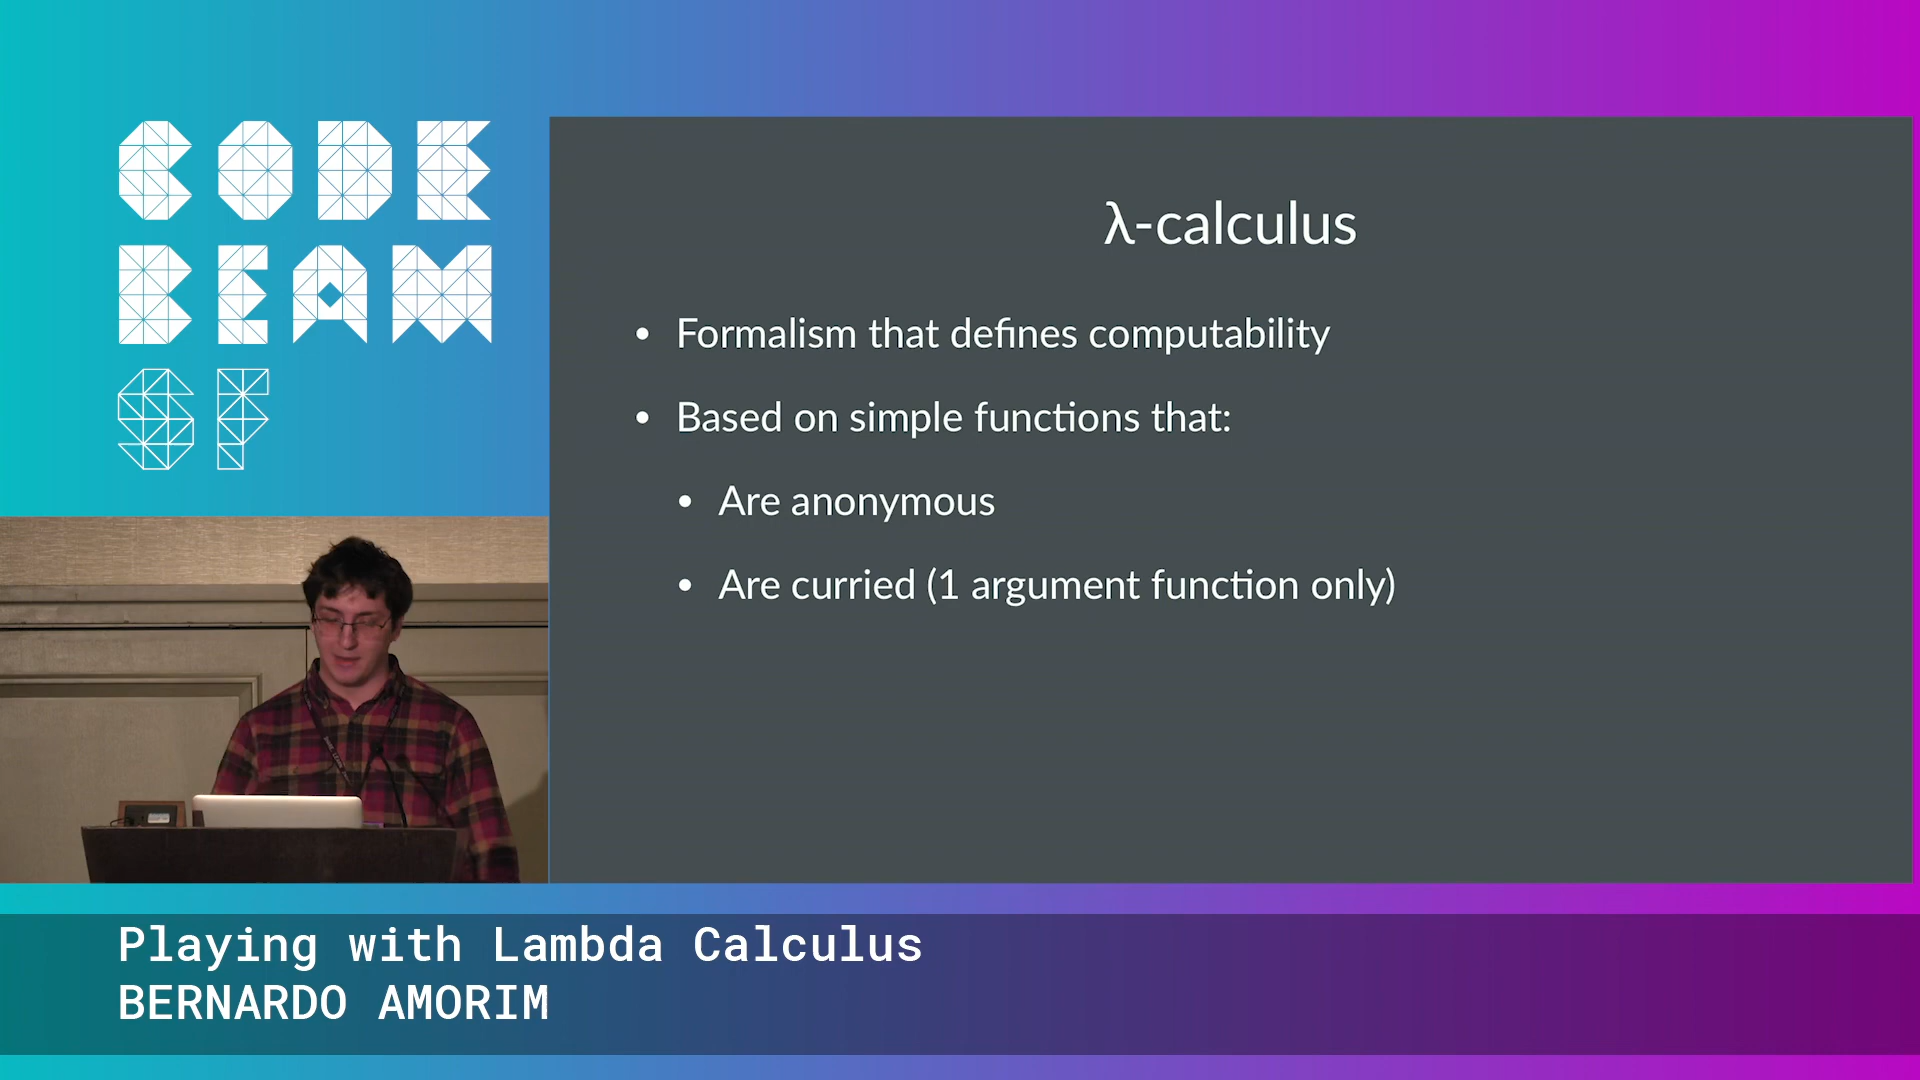 CODE
BEAM
SF
λ-calculus
• Formalism that defines computability
• Based on simple functions that:
• Are anonymous
• Are curried (1 argument function only)
Playing with Lambda Calculus
BERNARDO AMORIM